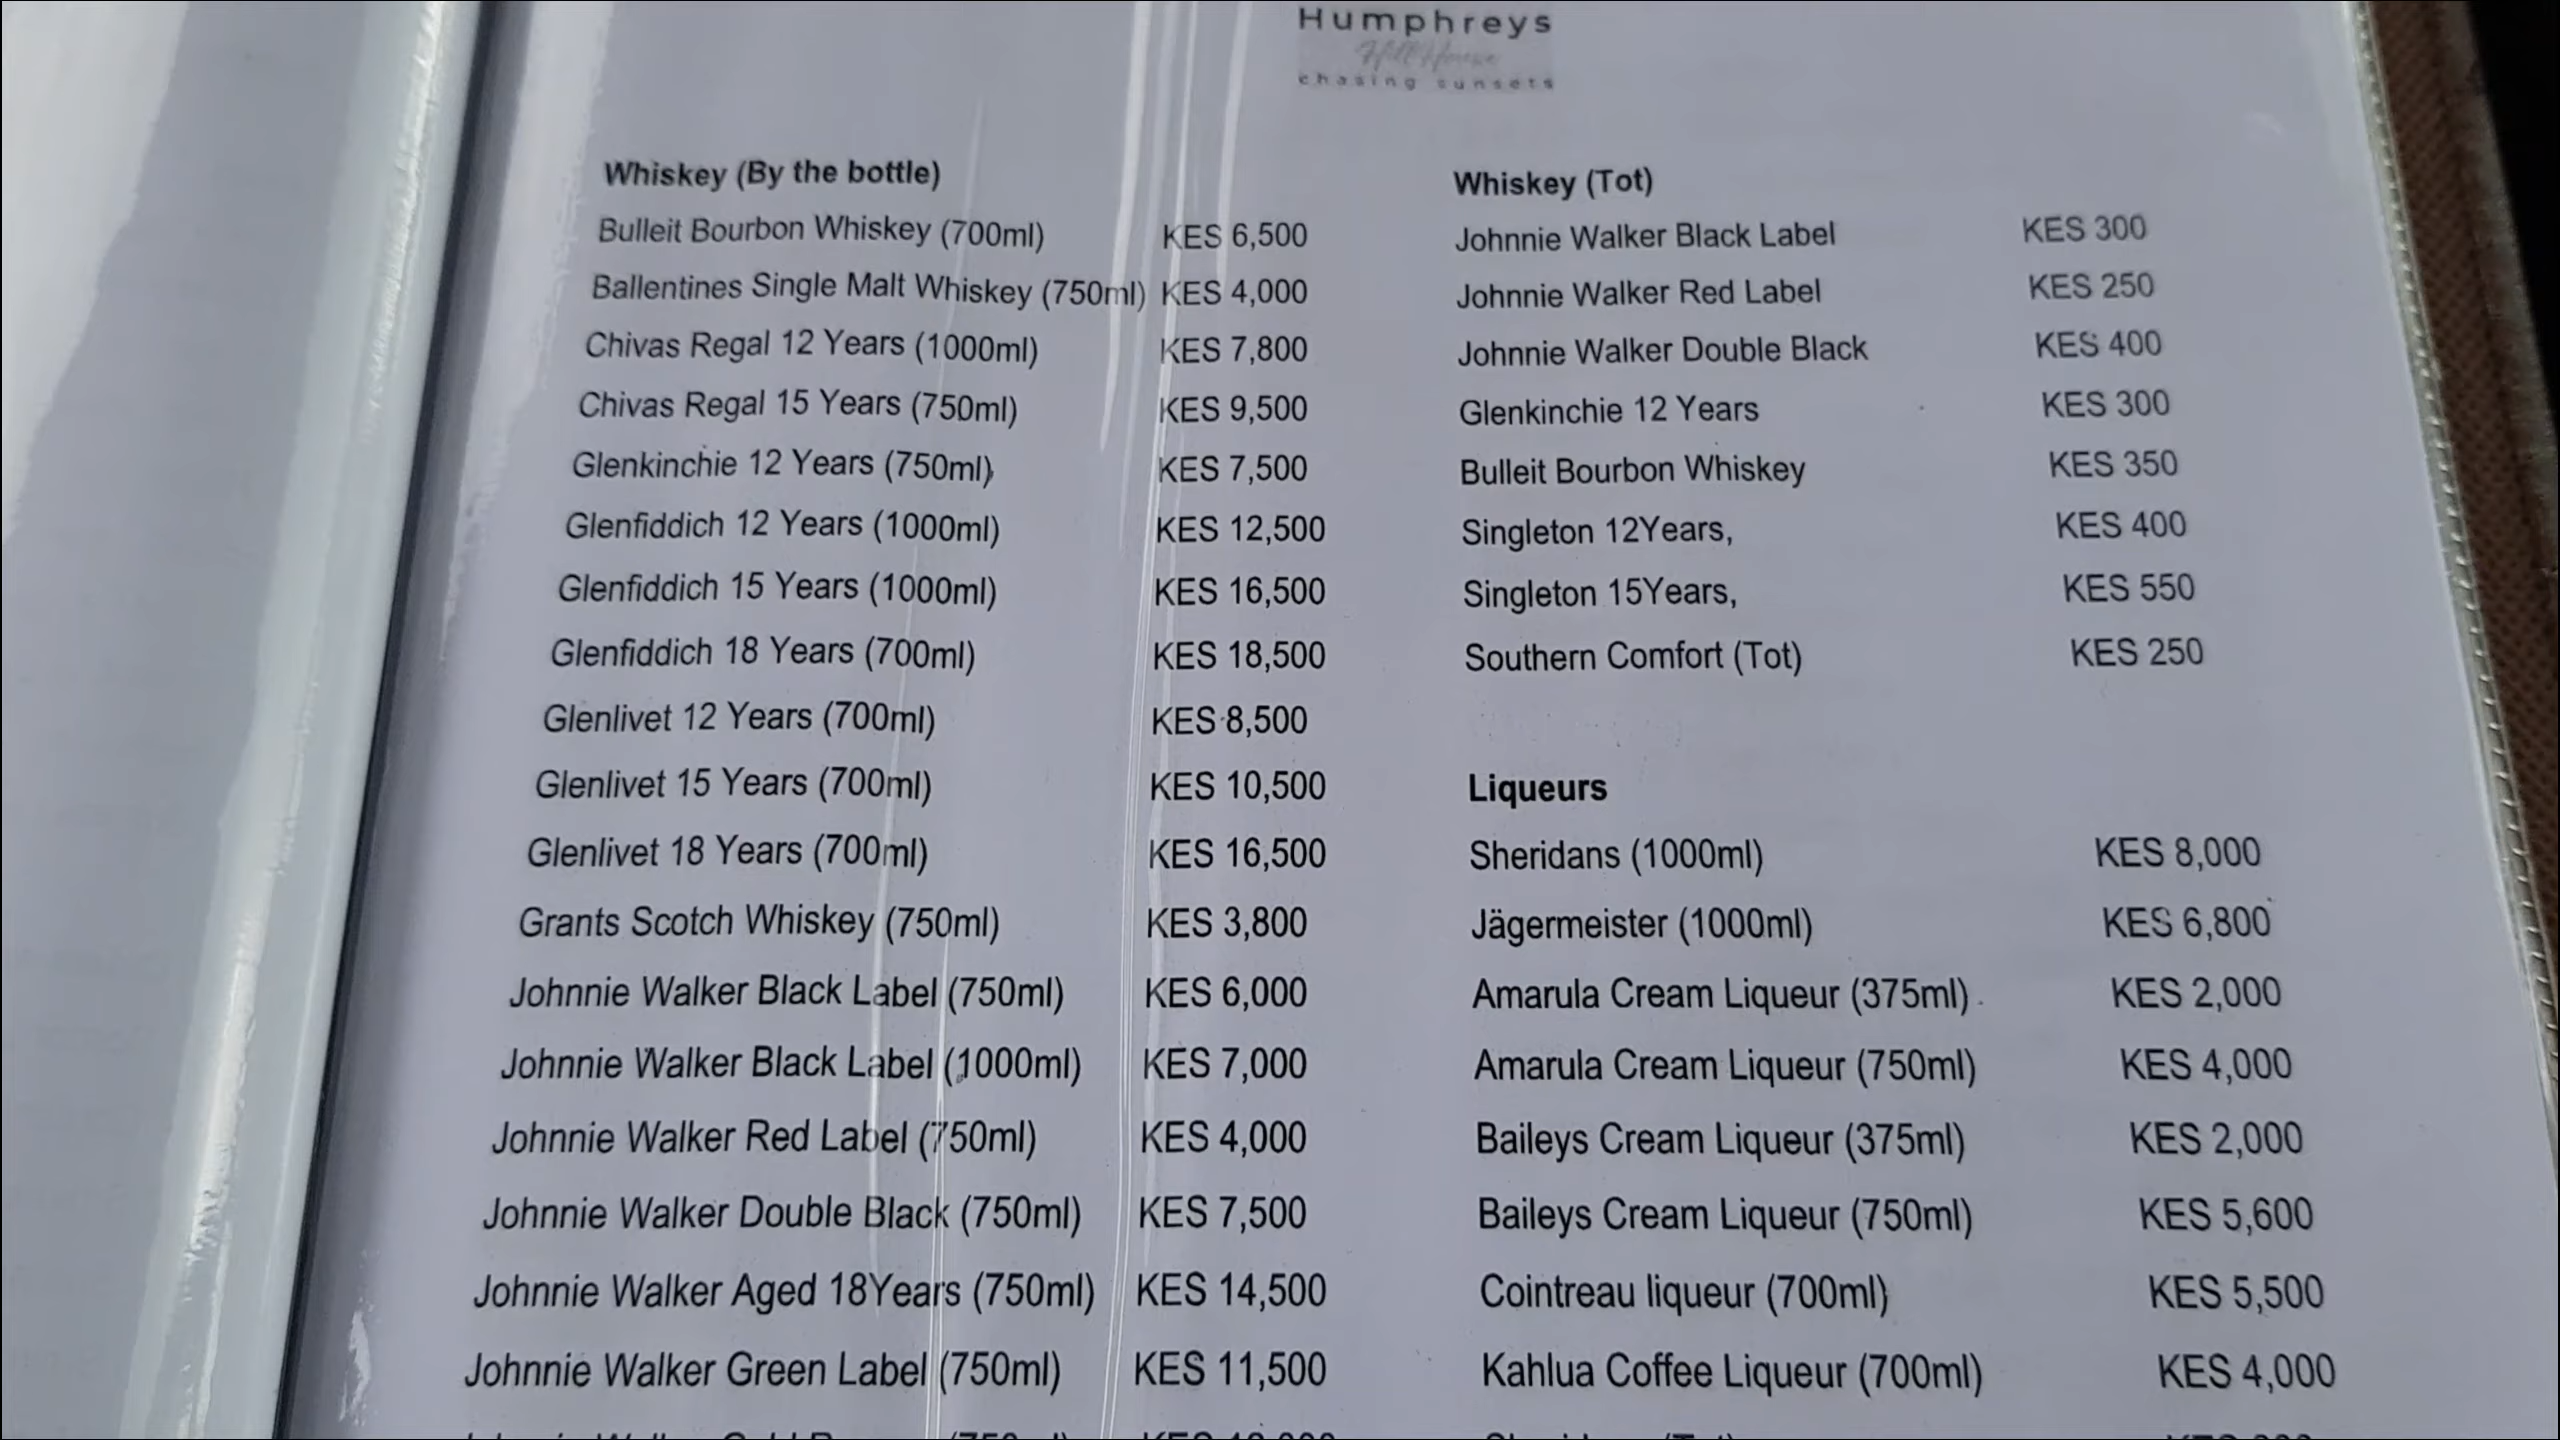 Humphreys
Hill House
chasing sunsets
Whiskey (By the bottle)
Bulleit Bourbon Whiskey (700ml) KES 6,500
Ballentines Single Malt Whiskey (750ml) KES 4,000
Chivas Regal 12 Years (1000ml) KES 7,800
Chivas Regal 15 Years (750ml) KES 9,500
Glenkinchie 12 Years (750ml) KES 7,500
Glenfiddich 12 Years (1000ml) KES 12,500
Glenfiddich 15 Years (1000ml) KES 16,500
Glenfiddich 18 Years (700ml) KES 18,500
Glenlivet 12 Years (700ml) KES 8,500
Glenlivet 15 Years (700ml) KES 10,500
Glenlivet 18 Years (700ml) KES 16,500
Grants Scotch Whiskey (750ml) KES 3,800
Johnnie Walker Black Label (750ml) KES 6,000
Johnnie Walker Black Label (1000ml) KES 7,000
Johnnie Walker Red Label (750ml) KES 4,000
Johnnie Walker Double Black (750ml) KES 7,500
Johnnie Walker Aged 18Years (750ml) KES 14,500
Johnnie Walker Green Label (750ml) KES 11,500
Whiskey (Tot)
Johnnie Walker Black Label KES 300
Johnnie Walker Red Label KES 250
Johnnie Walker Double Black KES 400
Glenkinchie 12 Years KES 300
Bulleit Bourbon Whiskey KES 350
Singleton 12Years, KES 400
Singleton 15Years, KES 550
Southern Comfort (Tot) KES 250
Liqueurs
Sheridans (1000ml) KES 8,000
Jägermeister (1000ml) KES 6,800
Amarula Cream Liqueur (375ml) KES 2,000
Amarula Cream Liqueur (750ml) KES 4,000
Baileys Cream Liqueur (375ml) KES 2,000
Baileys Cream Liqueur (750ml) KES 5,600
Cointreau liqueur (700ml) KES 5,500
Kahlua Coffee Liqueur (700ml) KES 4,000